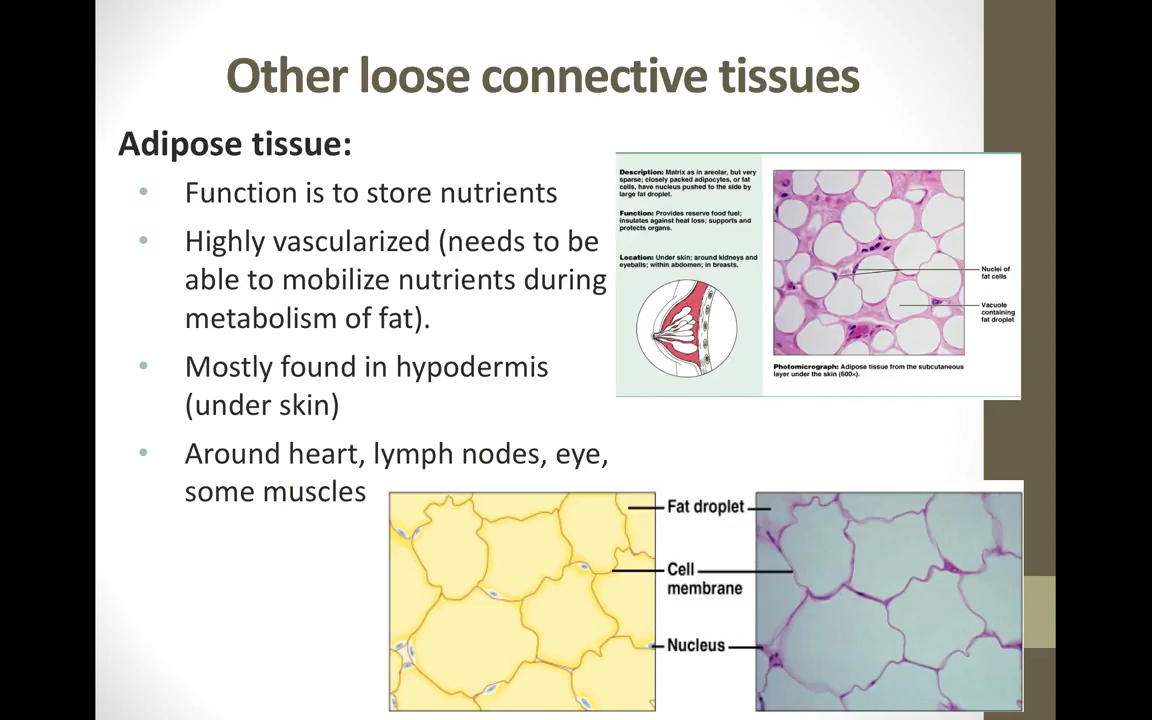 Other loose connective tissues
Adipose tissue:
• Function is to store nutrients
• Highly vascularized (needs to be
able to mobilize nutrients during
metabolism of fat).
• Mostly found in hypodermis
(under skin)
• Around heart, lymph nodes, eye,
some muscles
Description: Matrix as in areolar, but very
sparse; closely packed adipocytes, or fat
cells, have nucleus pushed to the side by
large fat droplet.
Function: Provides reserve food fuel;
insulates against heat loss; supports and
protects organs.
Location: Under skin; around kidneys and
eyeballs; within abdomen; in breasts.
Nuclei of
fat cells
Vacuole
containing
fat droplet
Photomicrograph: Adipose tissue from the subcutaneous
layer under the skin (600×).
Fat droplet
Cell
membrane
Nucleus